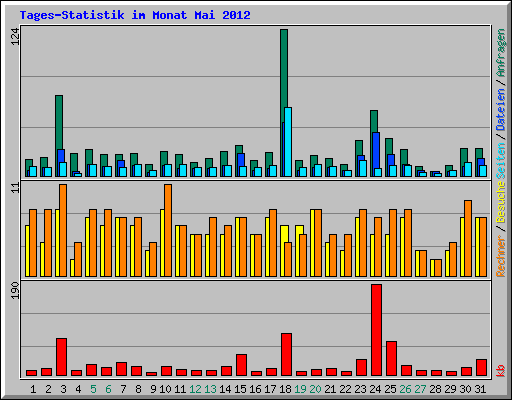 Tages-Statistik im Monat Mai 2012
124
11
190
Rechner / Besuche Seiten / Dateien / Anfragen
kb
1 2 3 4 5 6 7 8 9 10 11 12 13 14 15 16 17 18 19 20 21 22 23 24 25 26 27 28 29 30 31